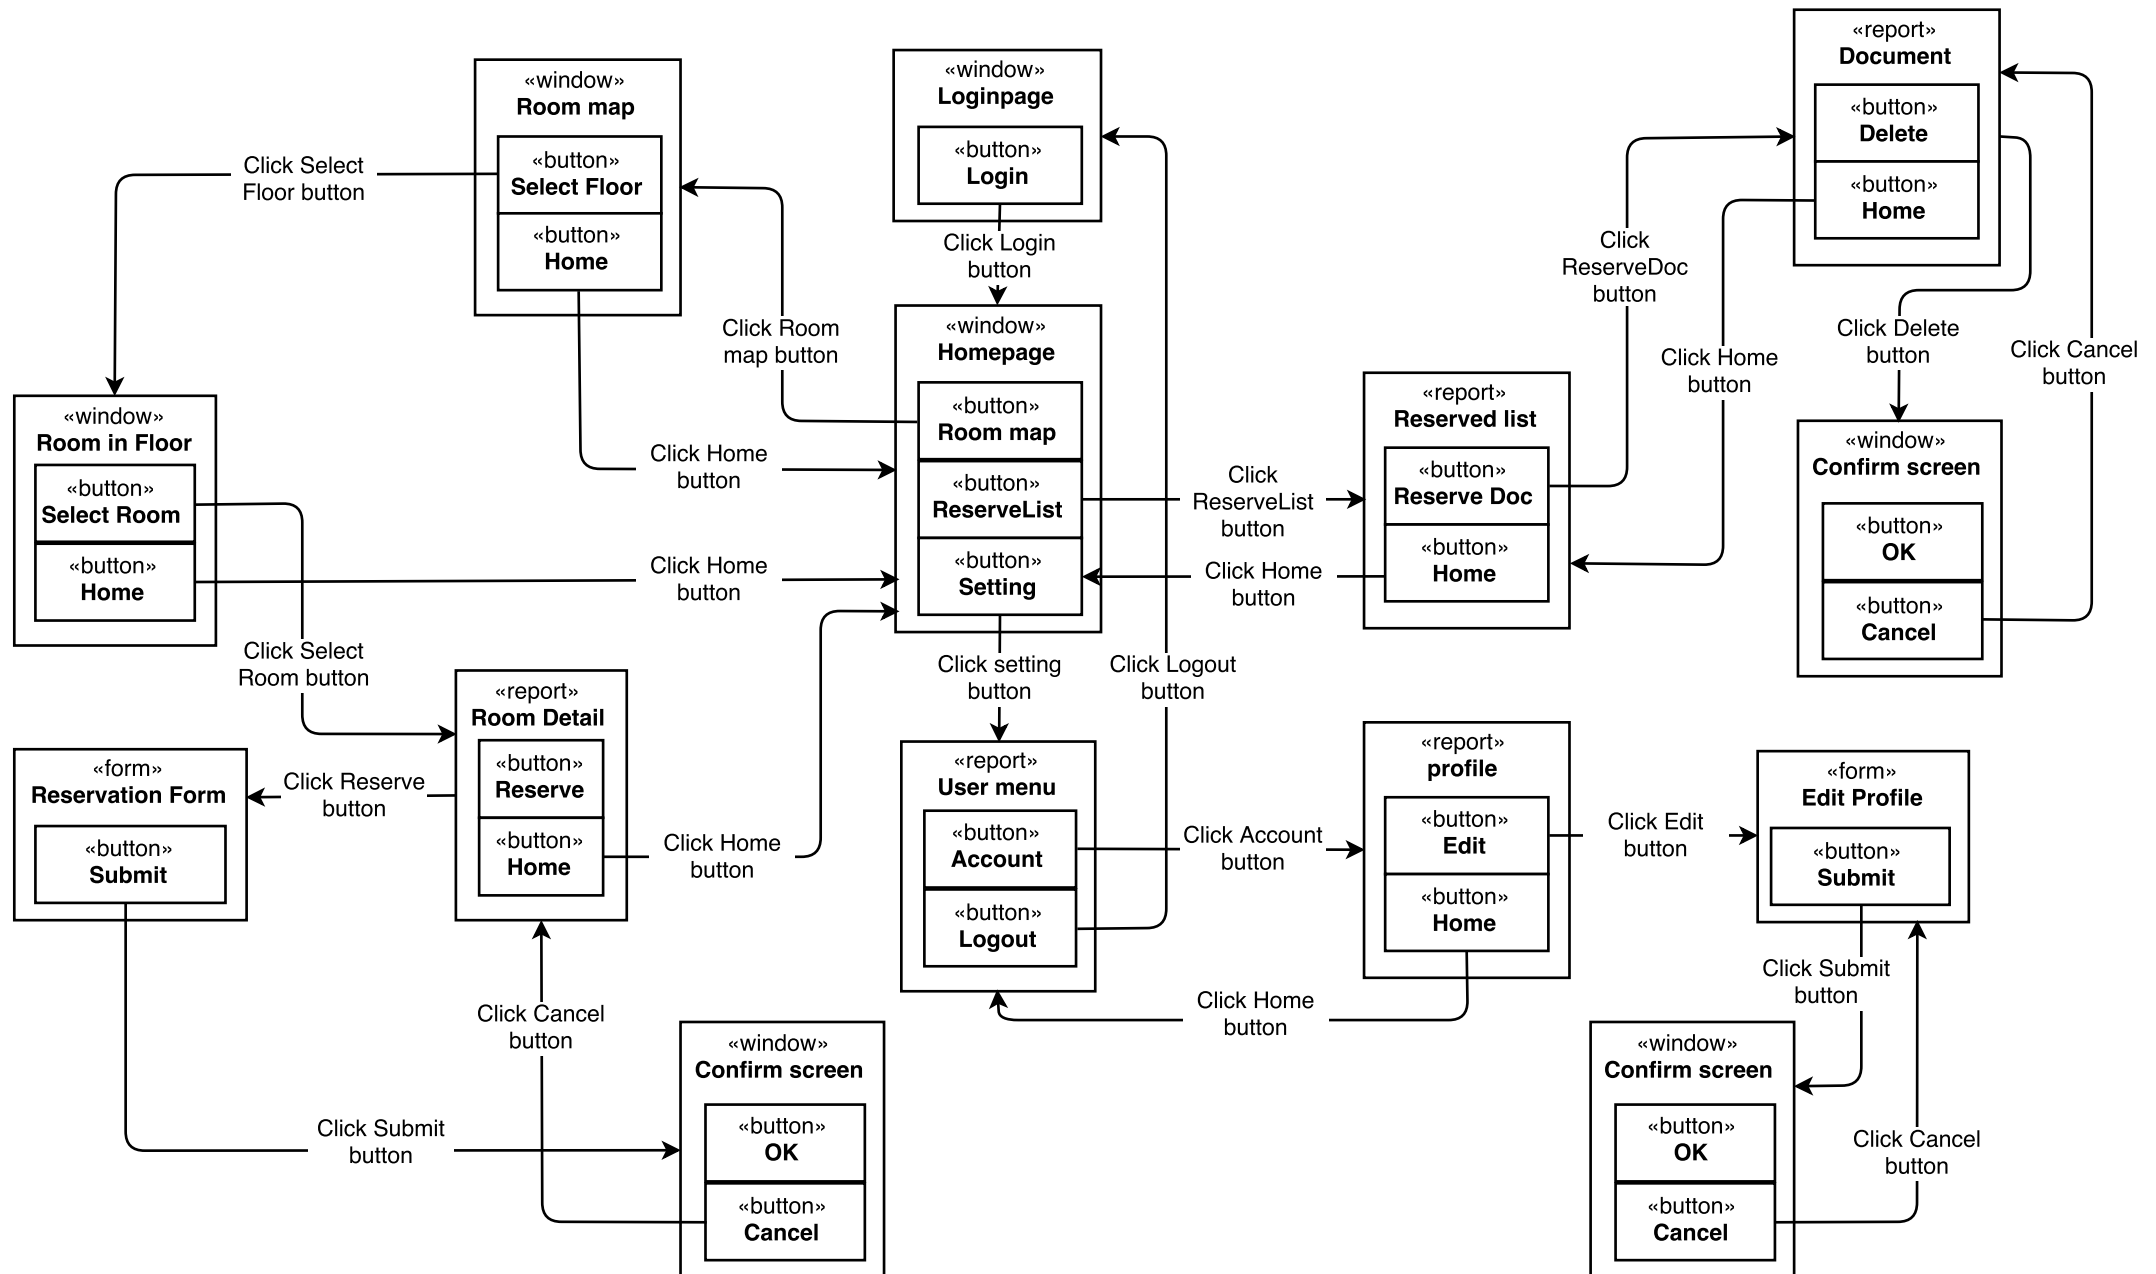 «window»
Room map
«button»
Select Floor
«button»
Home
«window»
Loginpage
«button»
Login
«report»
Document
«button»
Delete
«button»
Home
Click Select
Floor button
Click Login
button
Click
ReserveDoc
button
Click Room
map button
«window»
Homepage
«button»
Room map
«button»
ReserveList
«button»
Setting
Click Home
button
Click Delete
button
Click Cancel
button
«window»
Room in Floor
«button»
Select Room
«button»
Home
Click Home
button
Click Home
button
Click
ReserveList
button
Click Home
button
«report»
Reserved list
«button»
Reserve Doc
«button»
Home
«window»
Confirm screen
«button»
OK
«button»
Cancel
Click Select
Room button
Click setting
button
Click Logout
button
«report»
Room Detail
«button»
Reserve
«button»
Home
«form»
Reservation Form
«button»
Submit
Click Reserve
button
Click Home
button
«report»
User menu
«button»
Account
«button»
Logout
Click Account
button
«report»
profile
«button»
Edit
«button»
Home
Click Edit
button
«form»
Edit Profile
«button»
Submit
Click Submit
button
Click Home
button
Click Cancel
button
«window»
Confirm screen
«button»
OK
«button»
Cancel
Click Submit
button
«window»
Confirm screen
«button»
OK
«button»
Cancel
Click Cancel
button